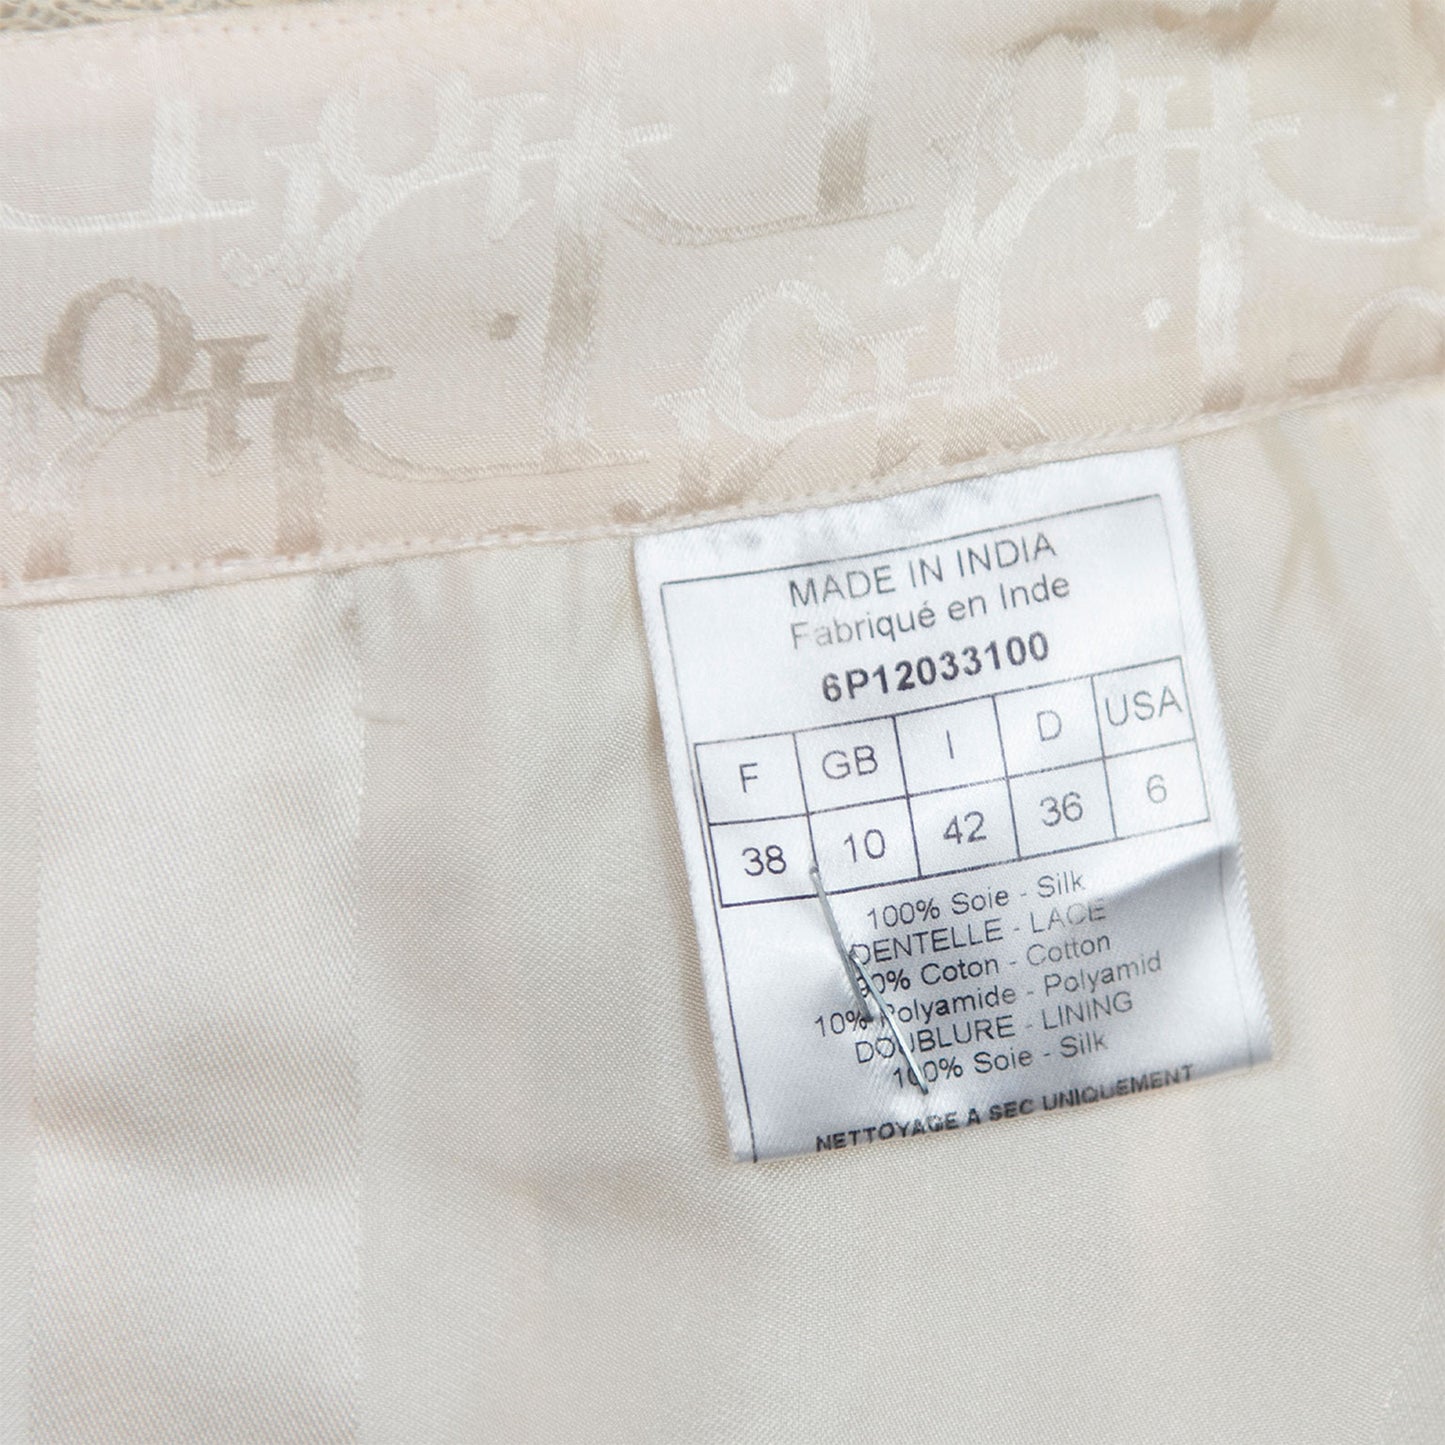 MADE IN INDIA
Fabriqué en Inde
6P12033100
F GB I D USA
38 10 42 36 6
100% Soie - Silk
DENTELLE - LACE
90% Coton - Cotton
10% Polyamide - Polyamid
DOUBLURE - LINING
100% Soie - Silk
NETTOYAGE A SEC UNIQUEMENT